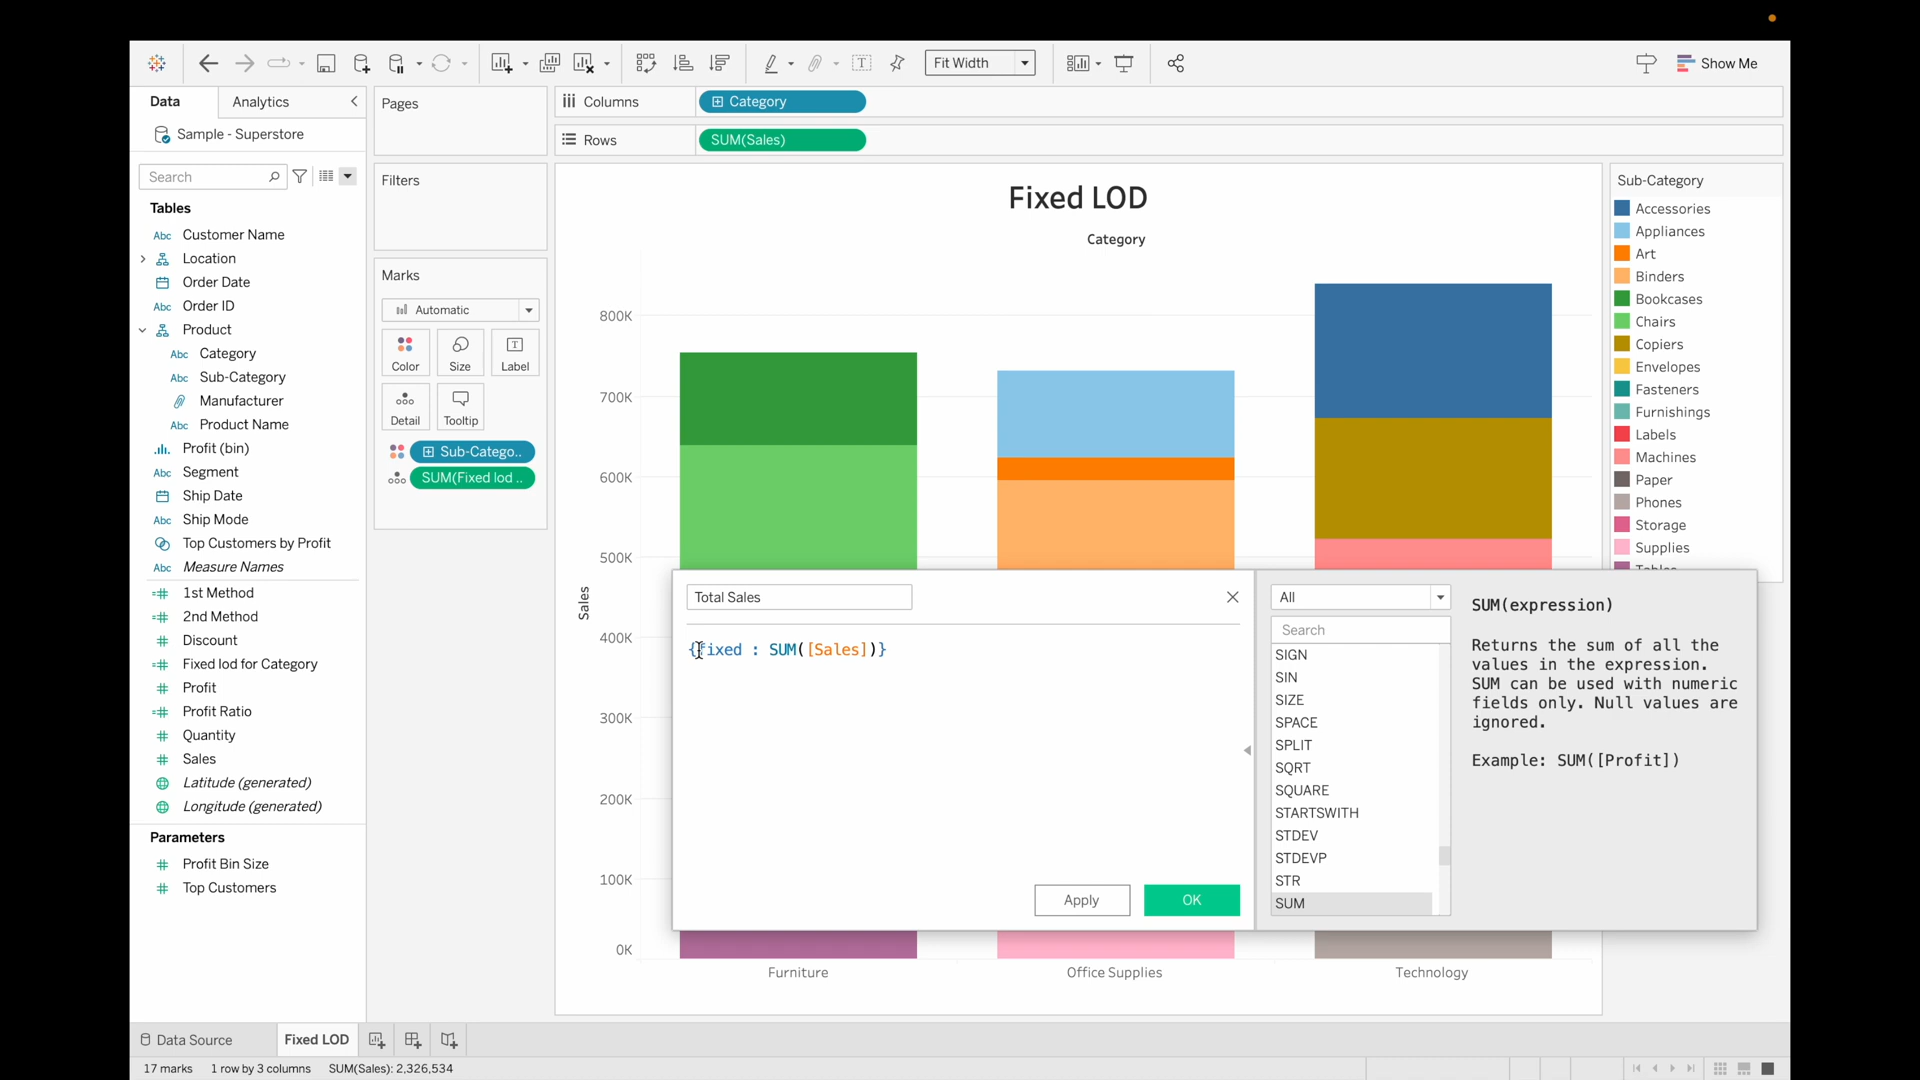 Fit Width
Show Me
Data
Analytics
Sample - Superstore
Search
Tables
Abc Customer Name
Location
Order Date
Abc Order ID
Product
Abc Category
Abc Sub-Category
Manufacturer
Abc Product Name
Profit (bin)
Abc Segment
Ship Date
Abc Ship Mode
Top Customers by Profit
Abc Measure Names
1st Method
2nd Method
Discount
Fixed lod for Category
Profit
Profit Ratio
Quantity
Sales
Latitude (generated)
Longitude (generated)
Parameters
Profit Bin Size
Top Customers
Pages
Filters
Marks
Automatic
Color
Size
Label
Detail
Tooltip
Sub-Catego..
SUM(Fixed lod ..
Columns
Category
Rows
SUM(Sales)
Fixed LOD
Category
Sales
800K
700K
600K
500K
400K
300K
200K
100K
0K
Furniture
Office Supplies
Technology
Sub-Category
Accessories
Appliances
Art
Binders
Bookcases
Chairs
Copiers
Envelopes
Fasteners
Furnishings
Labels
Machines
Paper
Phones
Storage
Supplies
Tables
Total Sales
{fixed : SUM([Sales])}
Apply
OK
All
Search
SIGN
SIN
SIZE
SPACE
SPLIT
SQRT
SQUARE
STARTSWITH
STDEV
STDEVP
STR
SUM
SUM(expression)
Returns the sum of all the
values in the expression.
SUM can be used with numeric
fields only. Null values are
ignored.
Example: SUM([Profit])
Data Source
Fixed LOD
17 marks
1 row by 3 columns
SUM(Sales): 2,326,534